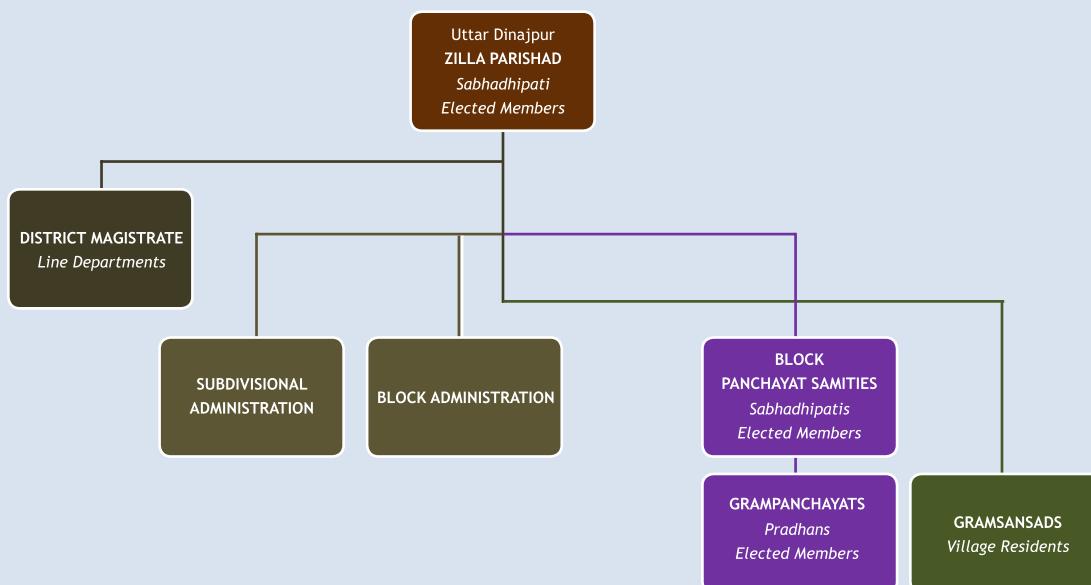 Uttar Dinajpur
ZILLA PARISHAD
Sabhadhipati
Elected Members
DISTRICT MAGISTRATE
Line Departments
SUBDIVISIONAL
ADMINISTRATION
BLOCK ADMINISTRATION
BLOCK
PANCHAYAT SAMITIES
Sabhadhipatis
Elected Members
GRAMPANCHAYATS
Pradhans
Elected Members
GRAMSANSADS
Village Residents